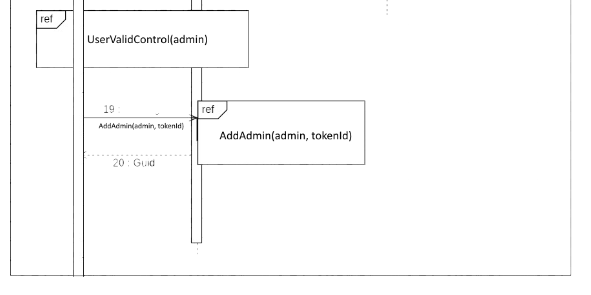 ref
UserValidControl(admin)
19 :
AddAdmin(admin, tokenId)
ref
AddAdmin(admin, tokenId)
20 : Guid